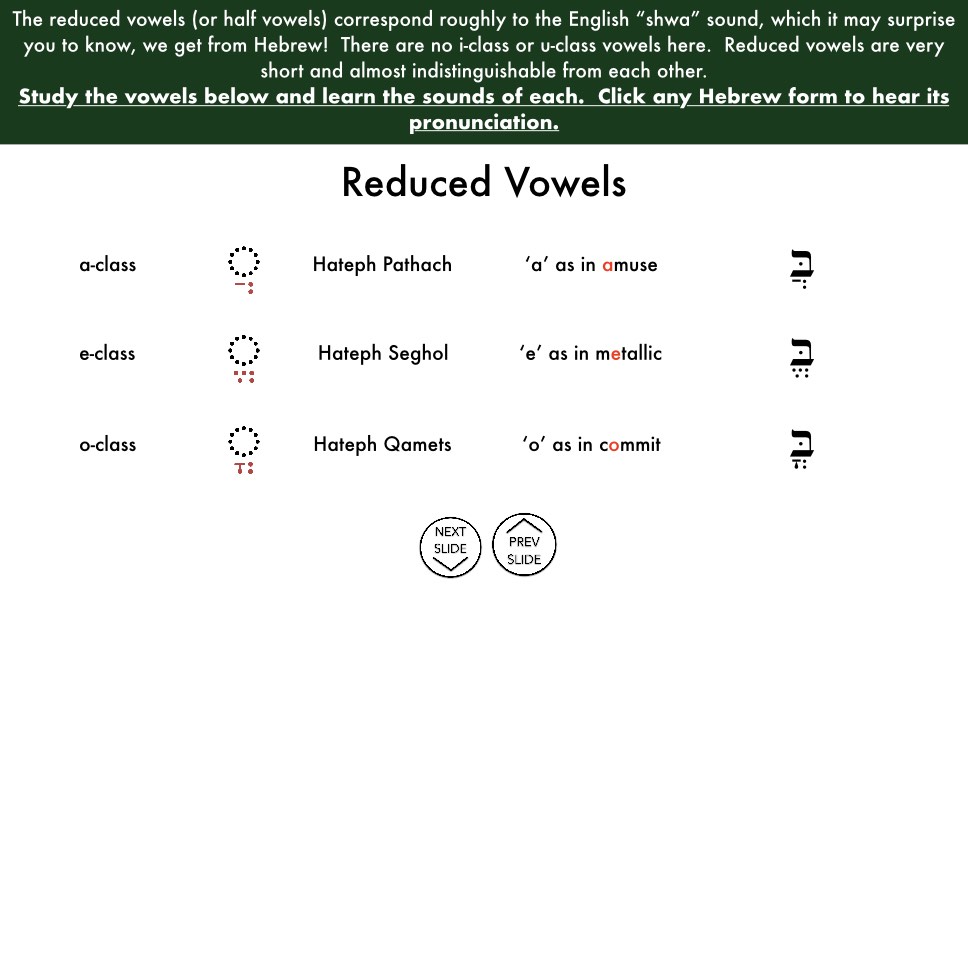 The reduced vowels (or half vowels) correspond roughly to the English “shwa” sound, which it may surprise
you to know, we get from Hebrew!  There are no i-class or u-class vowels here.  Reduced vowels are very
short and almost indistinguishable from each other.
Study the vowels below and learn the sounds of each.  Click any Hebrew form to hear its
pronunciation.
Reduced Vowels
a-class ◌ֲ Hateph Pathach ‘a’ as in amuse בֲּ
e-class ◌ֱ Hateph Seghol ‘e’ as in metallic בֱּ
o-class ◌ֳ Hateph Qamets ‘o’ as in commit בֳּ
NEXT
SLIDE
PREV
SLIDE